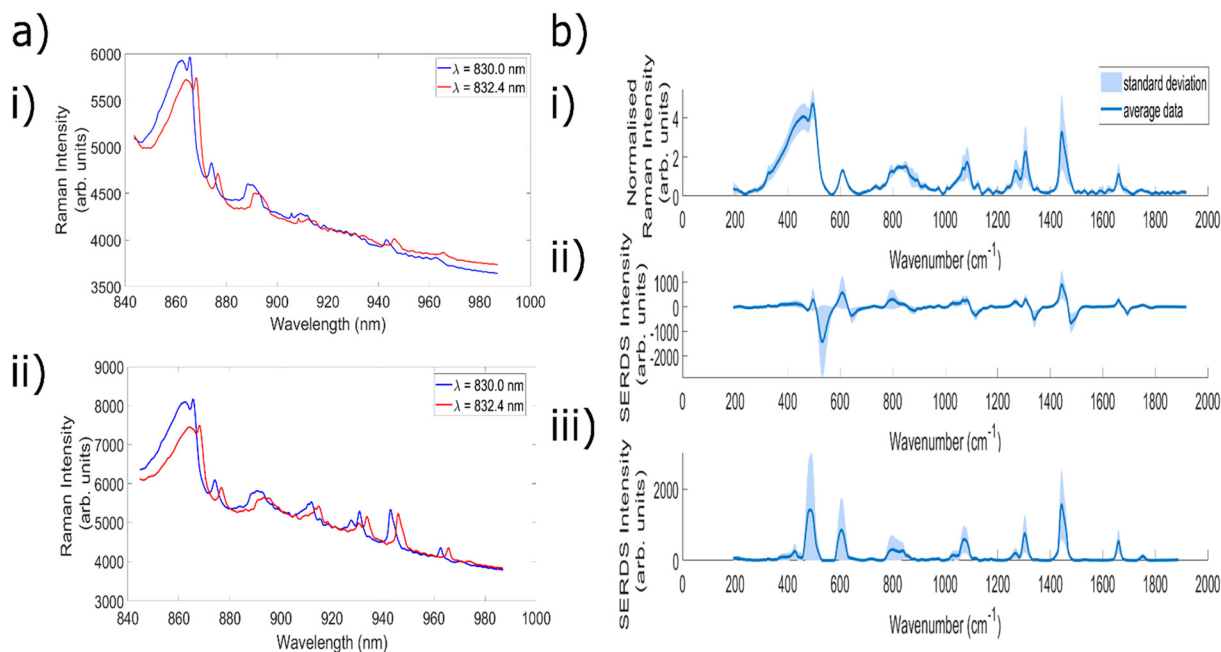 a)
i)
6000
5500
5000
4500
4000
3500
840
860
880
900
920
940
960
980
1000
Raman Intensity
(arb. units)
Wavelength (nm)
λ = 830.0 nm
λ = 832.4 nm
ii)
9000
8000
7000
6000
5000
4000
3000
840
860
880
900
920
940
960
980
1000
Raman Intensity
(arb. units)
Wavelength (nm)
λ = 830.0 nm
λ = 832.4 nm
b)
i)
standard deviation
average data
Normalised
Raman Intensity
(arb. units)
4
2
0
0
200
400
600
800
1000
1200
1400
1600
1800
2000
Wavenumber (cm-1)
ii)
SERDS Intensity
(arb. units)
1000
0
-1000
-2000
0
200
400
600
800
1000
1200
1400
1600
1800
2000
Wavenumber (cm-1)
iii)
SERDS Intensity
(arb. units)
2000
0
0
200
400
600
800
1000
1200
1400
1600
1800
2000
Wavenumber (cm-1)